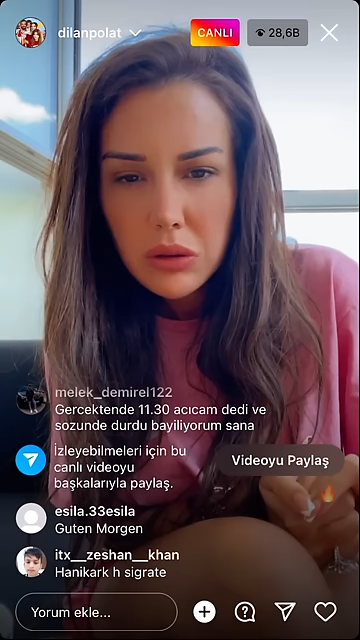 dilanpolat
CANLI
28,6B
melek_demirel122
Gercektende 11.30 acıcam dedi ve
sozunde durdu bayiliyorum sana
İzleyebilmeleri için bu
canlı videoyu
başkalarıyla paylaş.
Videoyu Paylaş
esila.33esila
Guten Morgen
itx__zeshan__khan
Hanikark h sigrate
Yorum ekle...